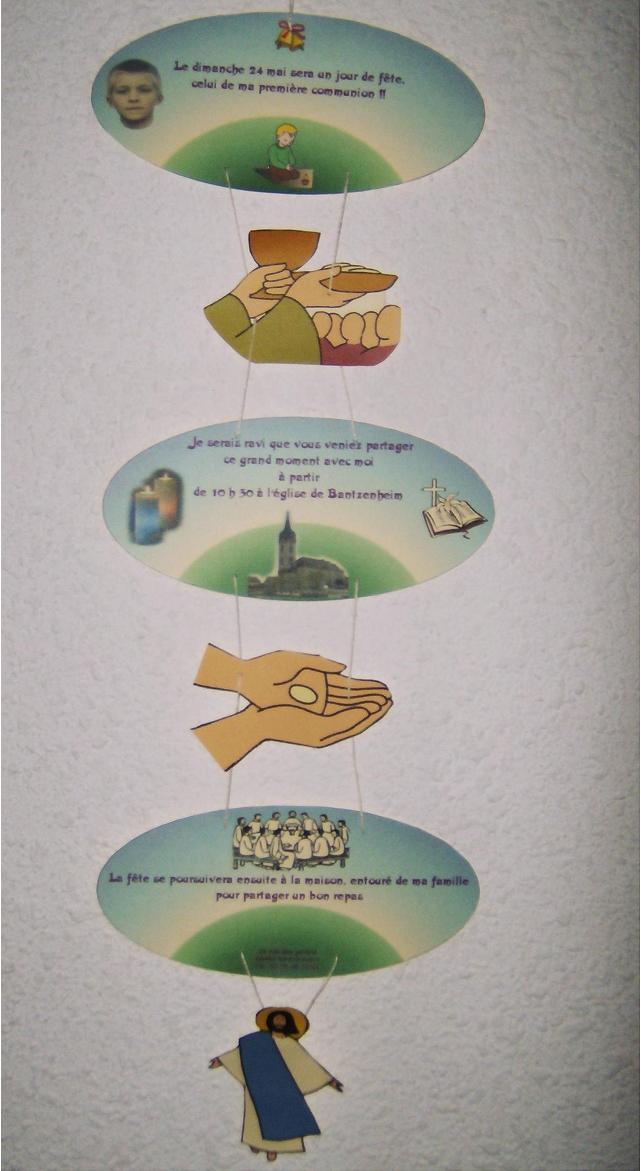 Le dimanche 24 mai sera un jour de fête,
celui de ma première communion !!
Je serais ravi que vous veniez partager
ce grand moment avec moi
à partir
de 10 h 30 à l'église de Bantzenheim
La fête se poursuivera ensuite à la maison, entouré de ma famille
pour partager un bon repas